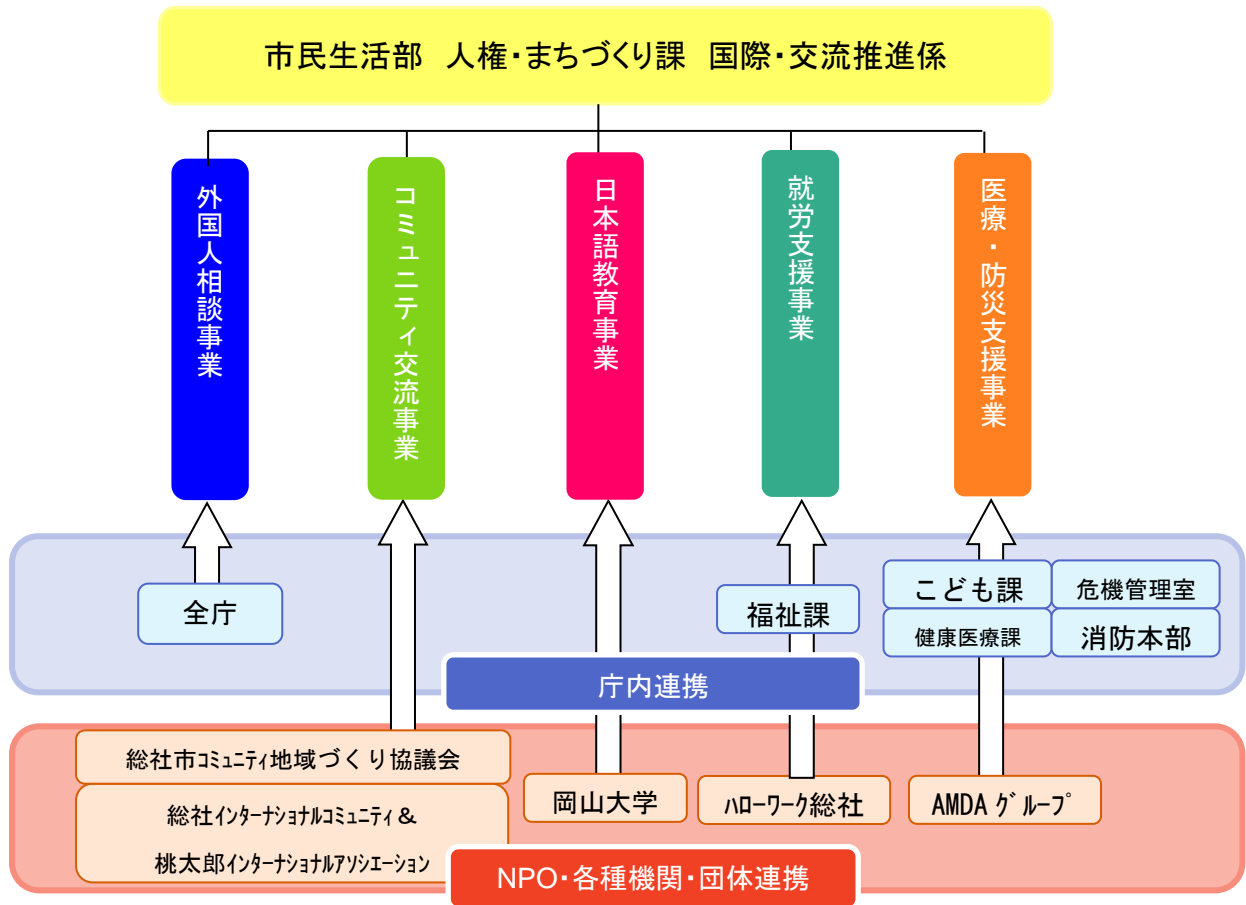 市民生活部　人権・まちづくり課　国際・交流推進係
外国人相談事業
コミュニティ交流事業
日本語教育事業
就労支援事業
医療・防災支援事業
全庁
福祉課
こども課
危機管理室
健康医療課
消防本部
庁内連携
総社市ｺﾐｭﾆﾃｨ地域づくり協議会
総社ｲﾝﾀｰﾅｼｮﾅﾙｺﾐｭﾆﾃｨ＆
桃太郎ｲﾝﾀｰﾅｼｮﾅﾙｱｿｼｴｰｼｮﾝ
岡山大学
ﾊﾛｰﾜｰｸ総社
AMDAｸﾞﾙｰﾌﾟ
NPO・各種機関・団体連携